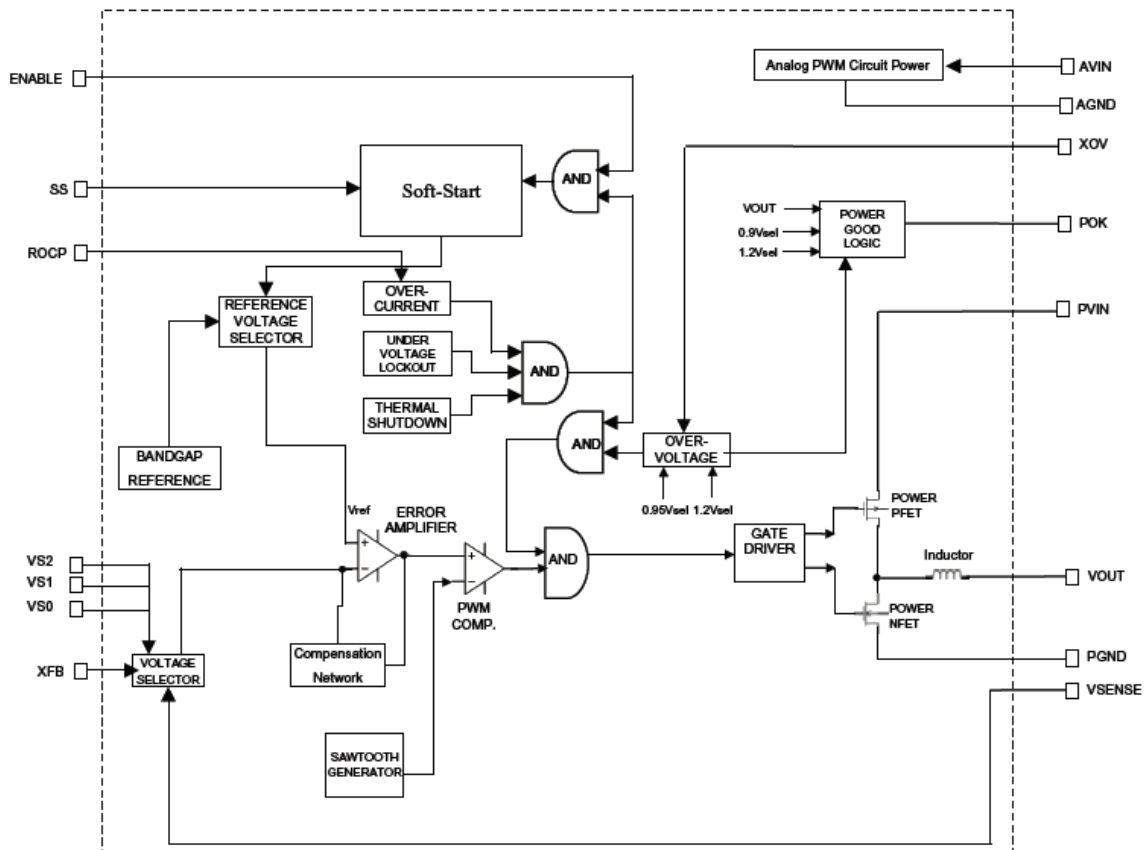 ENABLE
Analog PWM Circuit Power
AVIN
AGND
XOV
AND
SS
Soft-Start
VOUT
0.9Vsel
1.2Vsel
POWER
GOOD
LOGIC
POK
ROCP
OVER-
CURRENT
REFERENCE
VOLTAGE
SELECTOR
PVIN
UNDER
VOLTAGE
LOCKOUT
AND
THERMAL
SHUTDOWN
AND
OVER-
VOLTAGE
BANDGAP
REFERENCE
0.95Vsel
1.2Vsel
POWER
PFET
Vref
ERROR
AMPLIFIER
+
−
+
−
PWM
COMP.
AND
GATE
DRIVER
Inductor
VOUT
VS2
VS1
VS0
POWER
NFET
XFB
VOLTAGE
SELECTOR
Compensation
Network
PGND
VSENSE
SAWTOOTH
GENERATOR